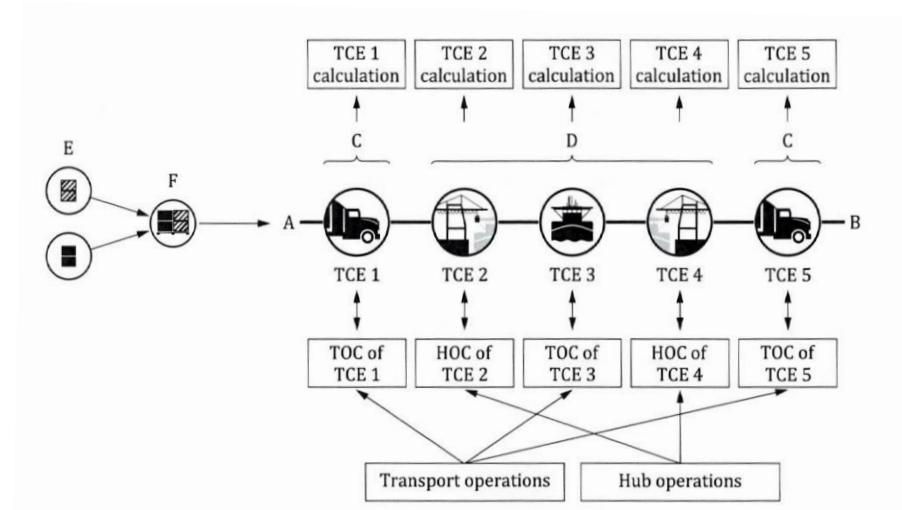 TCE 1
calculation
TCE 2
calculation
TCE 3
calculation
TCE 4
calculation
TCE 5
calculation
C
D
C
E
F
A
B
TCE 1
TCE 2
TCE 3
TCE 4
TCE 5
TOC of
TCE 1
HOC of
TCE 2
TOC of
TCE 3
HOC of
TCE 4
TOC of
TCE 5
Transport operations
Hub operations